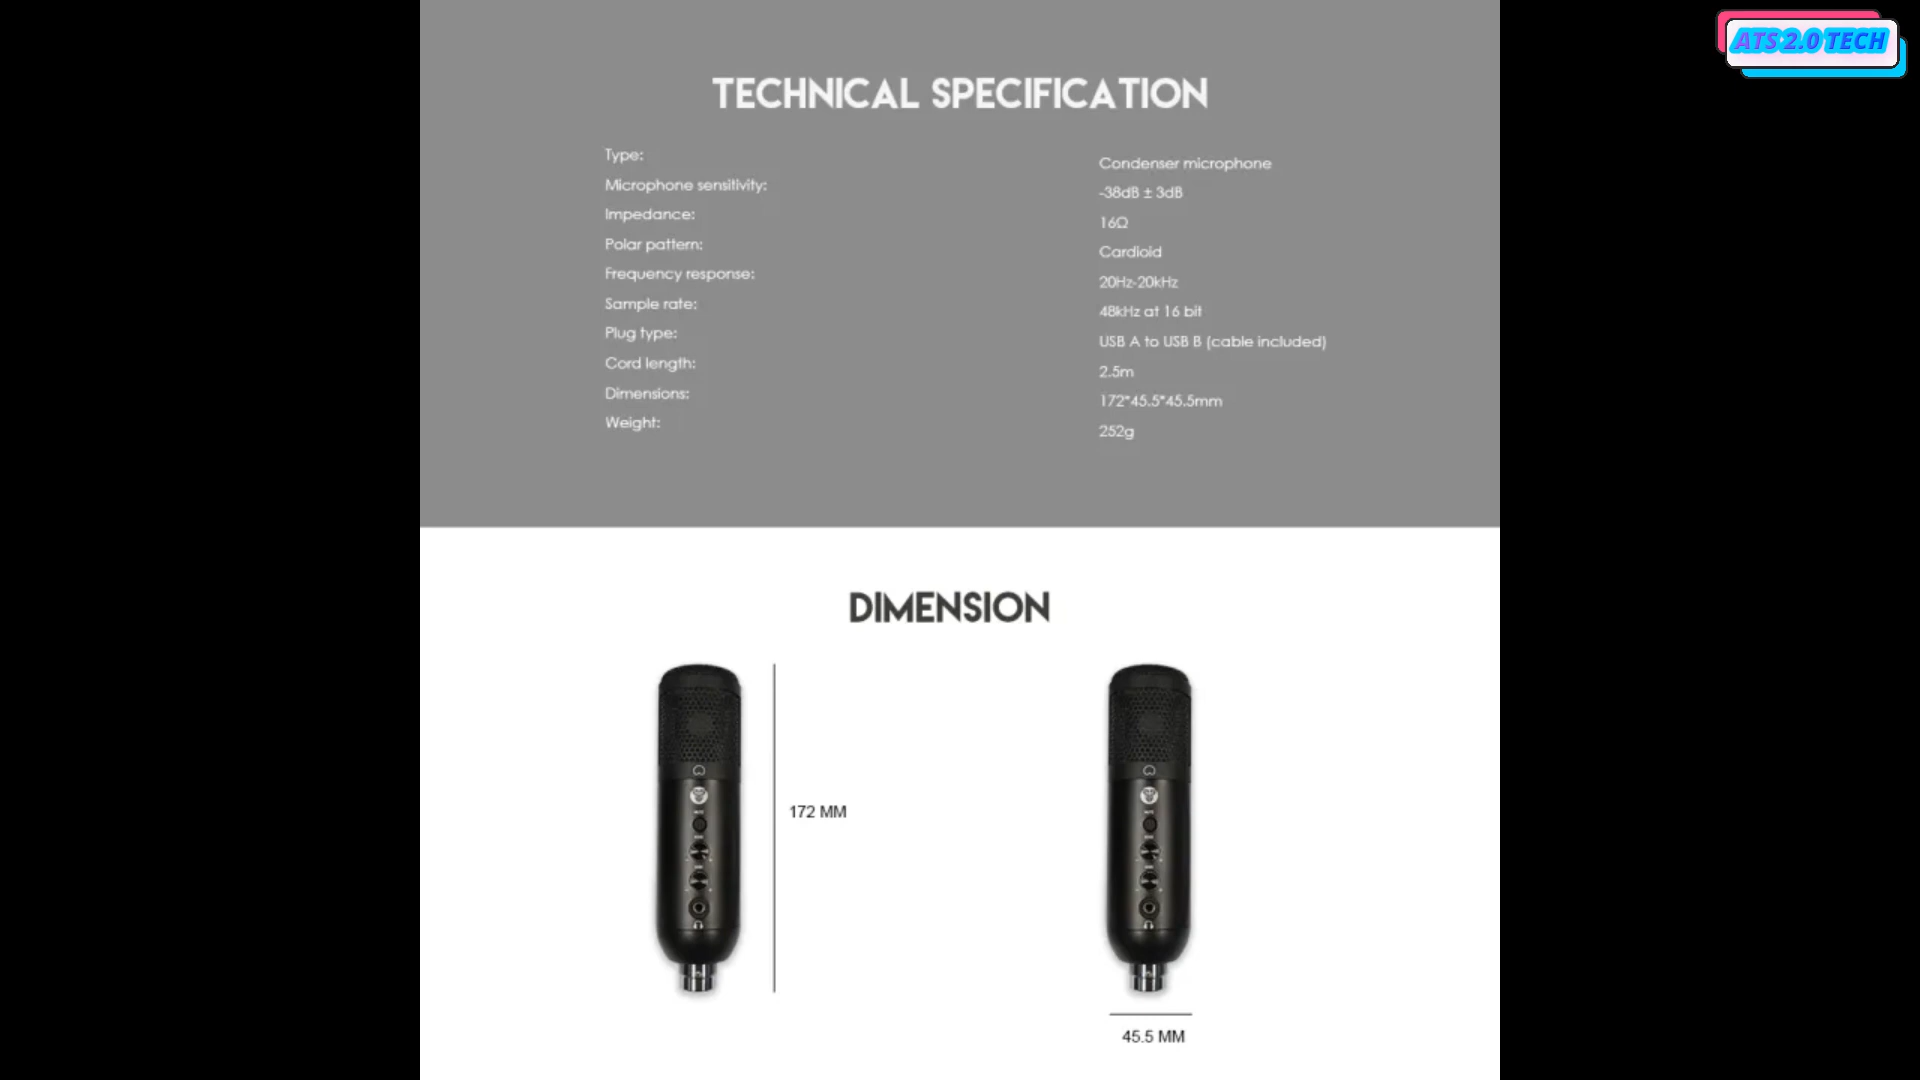 ATS 2.0 TECH
TECHNICAL SPECIFICATION
Type: Condenser microphone
Microphone sensitivity: -38dB ± 3dB
Impedance: 16Ω
Polar pattern: Cardioid
Frequency response: 20Hz-20kHz
Sample rate: 48kHz at 16 bit
Plug type: USB A to USB B (cable included)
Cord length: 2.5m
Dimensions: 172*45.5*45.5mm
Weight: 252g
DIMENSION
172 MM
45.5 MM